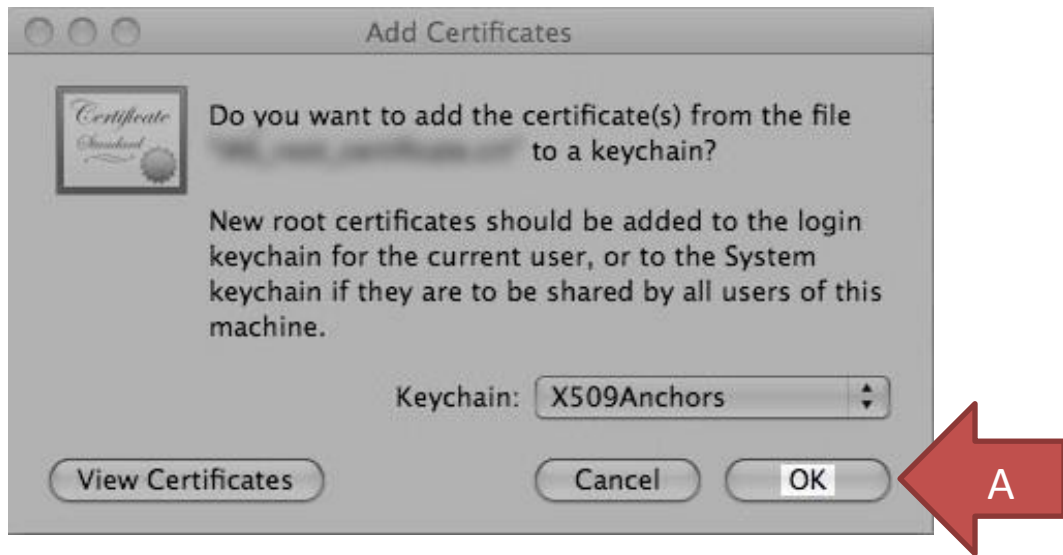 Add Certificates
Certificate
Standard
Do you want to add the certificate(s) from the file
to a keychain?
New root certificates should be added to the login
keychain for the current user, or to the System
keychain if they are to be shared by all users of this
machine.
Keychain: X509Anchors
View Certificates Cancel OK A